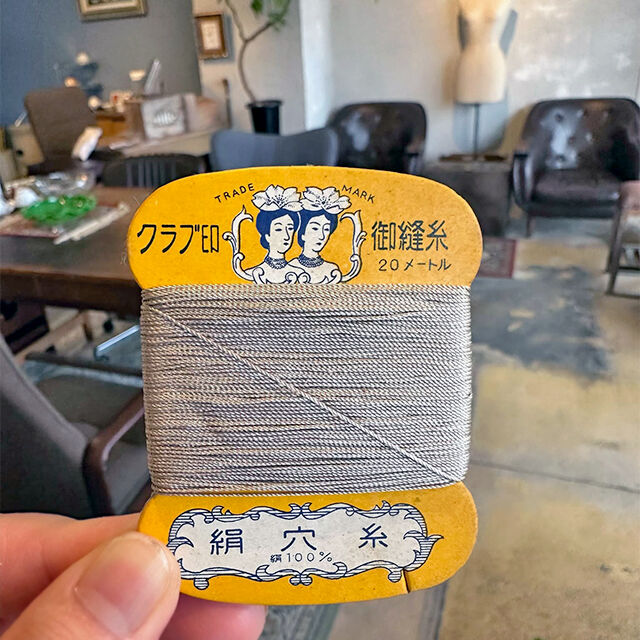 TRADE MARK
クラブ印 御縫糸
20メートル
絹穴糸
絹100%